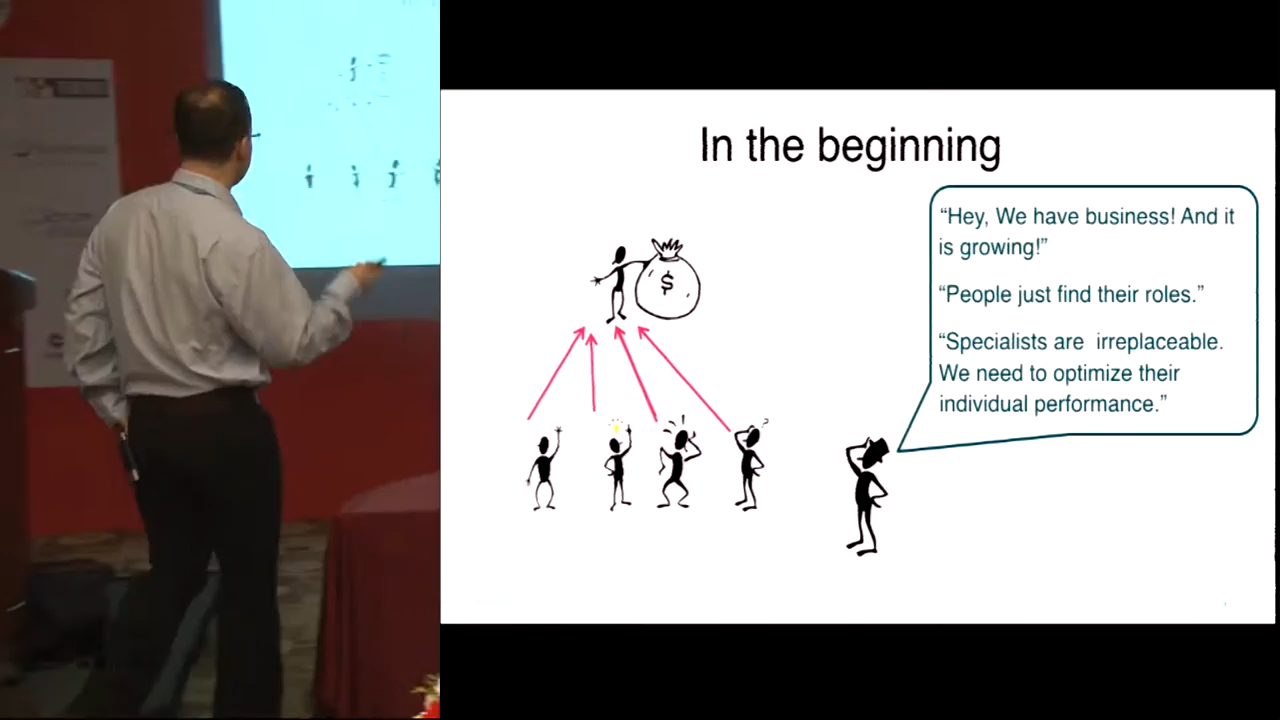 In the beginning
“Hey, We have business! And it
is growing!”
“People just find their roles.”
“Specialists are irreplaceable.
We need to optimize their
individual performance.”
$
?